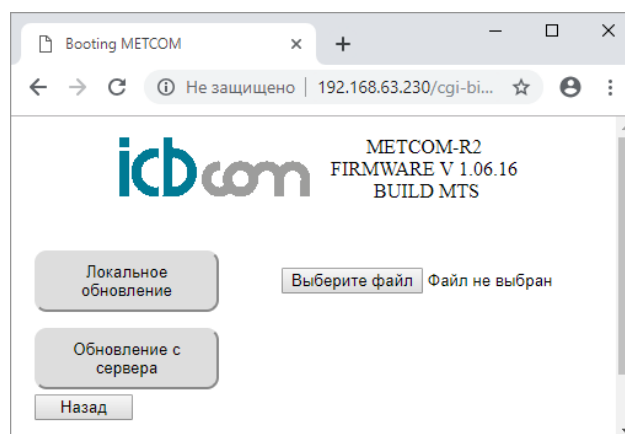 Booting METCOM
Не защищено | 192.168.63.230/cgi-bi...
icbcom
METCOM-R2
FIRMWARE V 1.06.16
BUILD MTS
Локальное
обновление
Выберите файл Файл не выбран
Обновление с
сервера
Назад